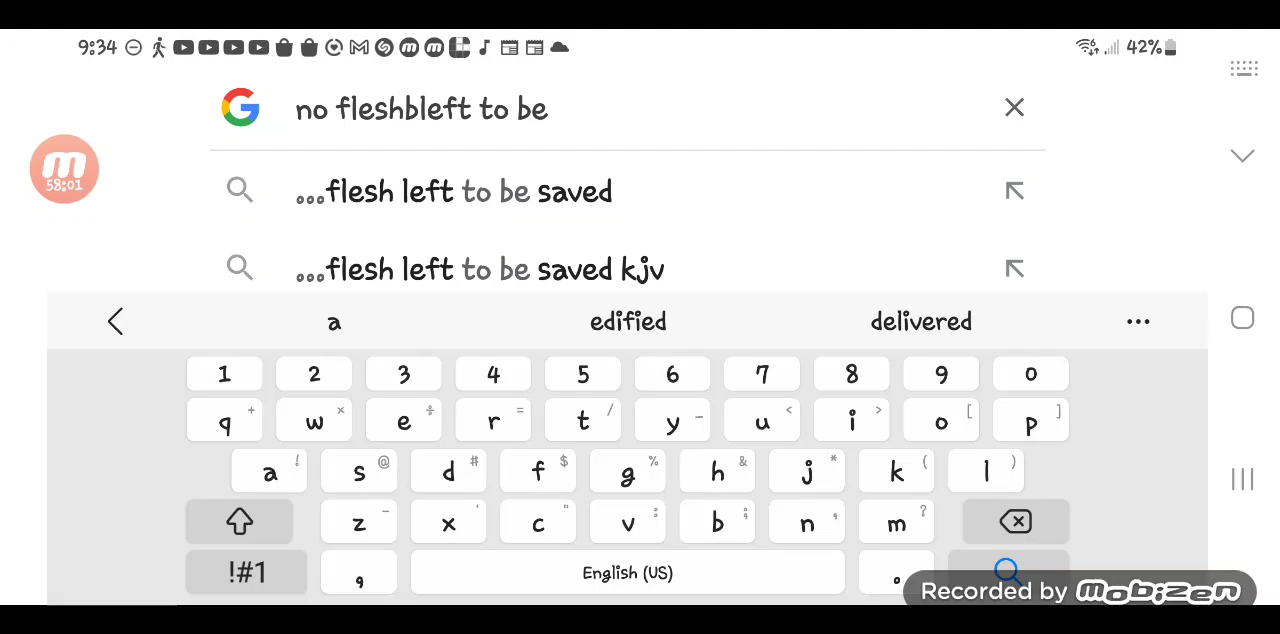 9:34 42%
no fleshbleft to be
58:01
...flesh left to be saved
...flesh left to be saved kjv
a edified delivered ...
1 2 3 4 5 6 7 8 9 0
q + w × e ÷ r = t / y - u < i > o [ p ]
a ! s @ d # f $ g % h & j * k ( l )
z - x ' c " v : b ; n , m ?
!#1 , English (US) .
Recorded by mobizen